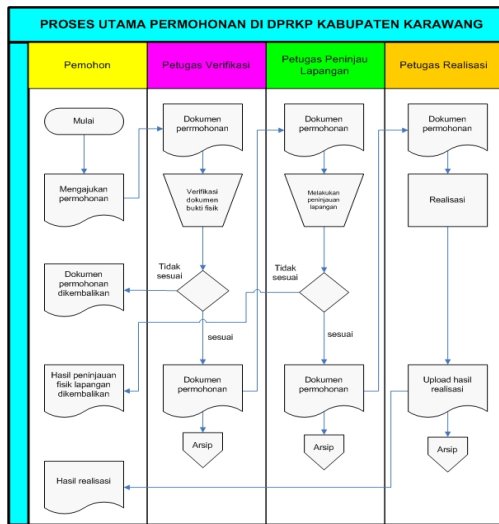 PROSES UTAMA PERMOHONAN DI DPRKP KABUPATEN KARAWANG
Pemohon
Petugas Verifikasi
Petugas Peninjau
Lapangan
Petugas Realisasi
Mulai
Dokumen
perrmohonan
Dokumen
permohonan
Dokumen
permohonan
Mengajukan
permohonan
Verifikasi
dokumen
bukti fisik
Melakukan
peninjauan
lapangan
Realisasi
Dokumen
permohonan
dikembalikan
Tidak
sesuai
Tidak
sesuai
sesuai
sesuai
Hasil peninjauan
fisik lapangan
dikembalikan
Dokumen
permohonan
Dokumen
permohonan
Upload hasil
realisasi
Arsip
Arsip
Arsip
Hasil realisasi